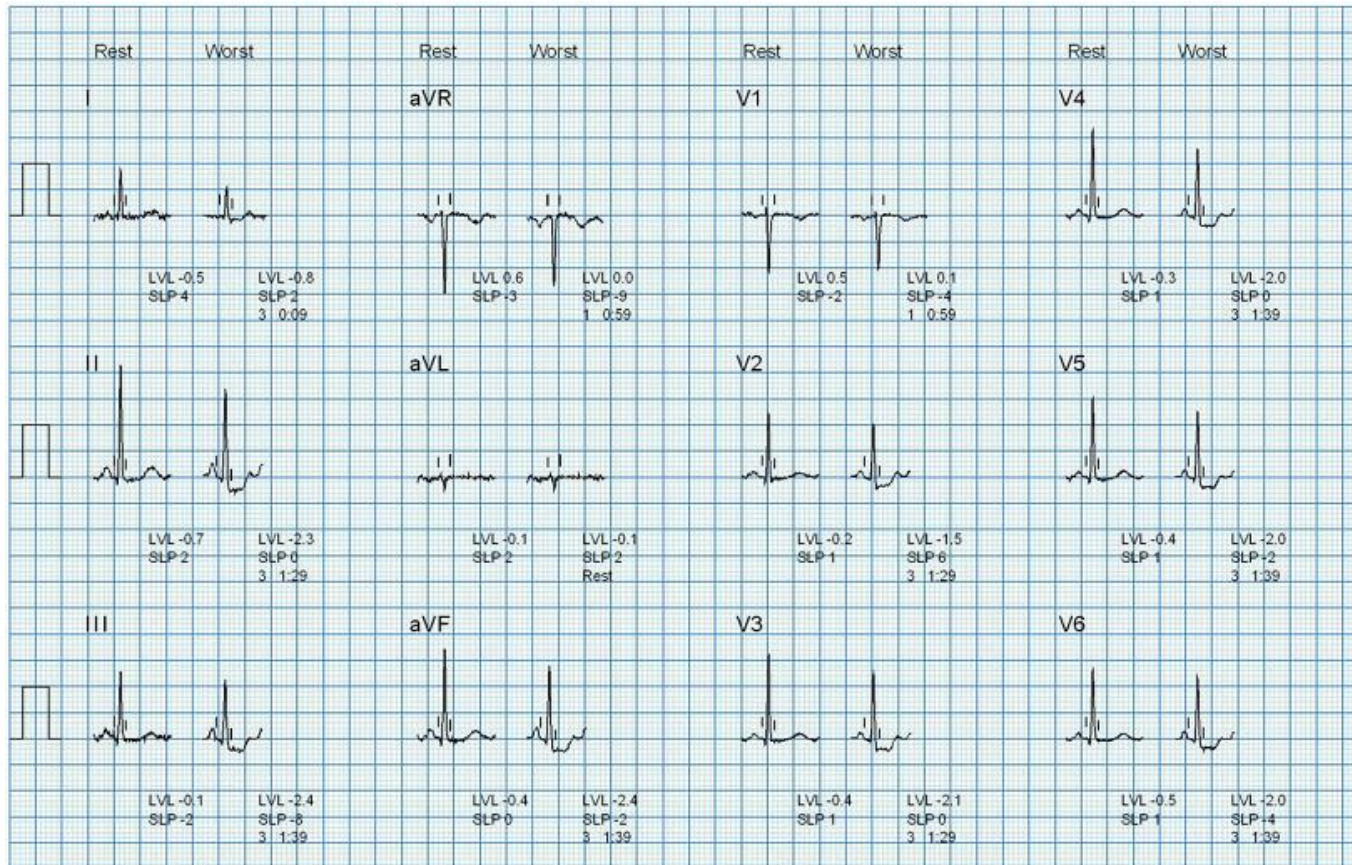 Rest Worst Rest Worst Rest Worst Rest Worst
I aVR V1 V4
LVL -0.5 LVL -0.8 LVL 0.6 LVL 0.0 LVL 0.5 LVL 0.1 LVL -0.3 LVL -2.0
SLP 4 SLP 2 SLP -3 SLP -9 SLP -2 SLP -4 SLP 1 SLP 0
3 0:09 1 0:59 1 0:59 3 1:39
II aVL V2 V5
LVL -0.7 LVL -2.3 LVL -0.1 LVL -0.1 LVL -0.2 LVL -1.5 LVL -0.4 LVL -2.0
SLP 2 SLP 0 SLP 2 SLP 2 SLP 1 SLP 6 SLP 1 SLP -2
3 1:29 Rest 3 1:29 3 1:39
III aVF V3 V6
LVL -0.1 LVL -2.4 LVL -0.4 LVL -2.4 LVL -0.4 LVL -2.1 LVL -0.5 LVL -2.0
SLP -2 SLP -8 SLP 0 SLP -2 SLP 1 SLP 0 SLP 1 SLP -4
3 1:39 3 1:39 3 1:29 3 1:39